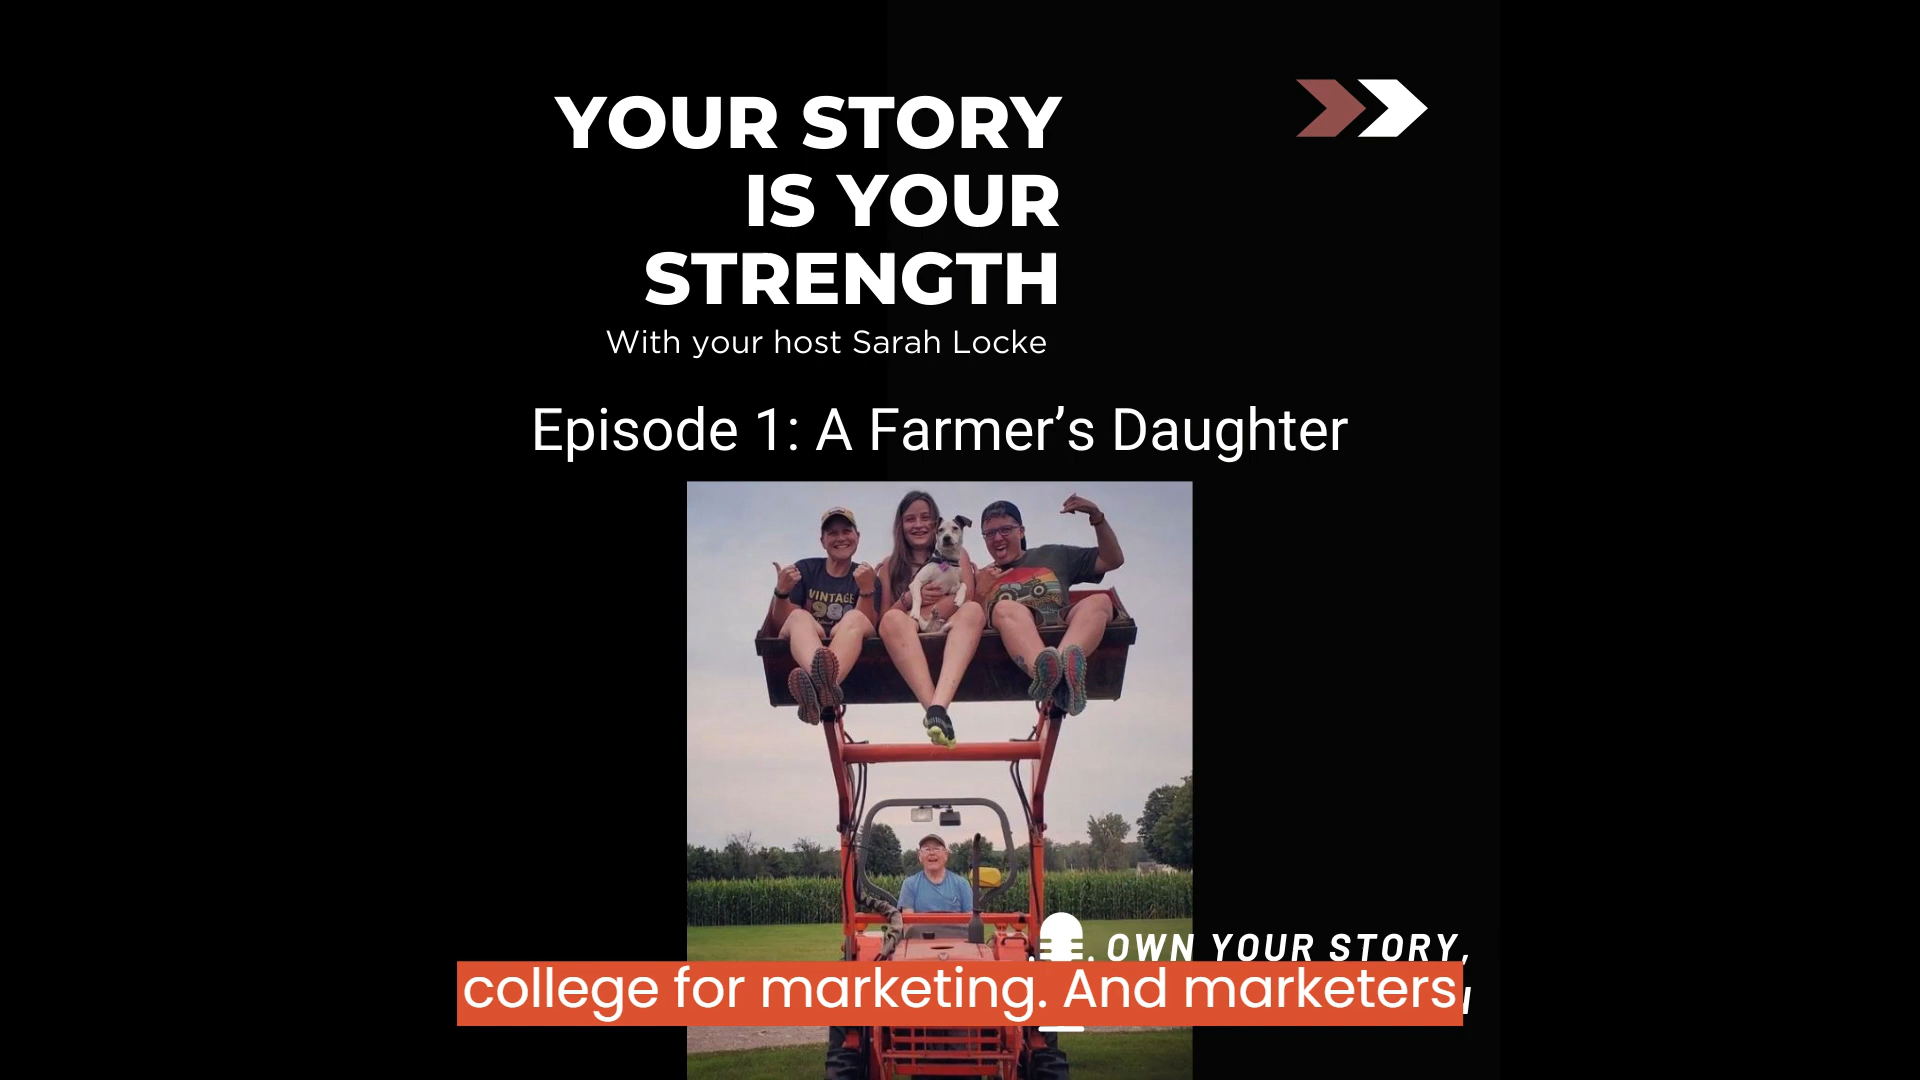 YOUR STORY
IS YOUR
STRENGTH
With your host Sarah Locke
Episode 1: A Farmer’s Daughter
VINTAGE
OWN YOUR STORY,
college for marketing. And marketers